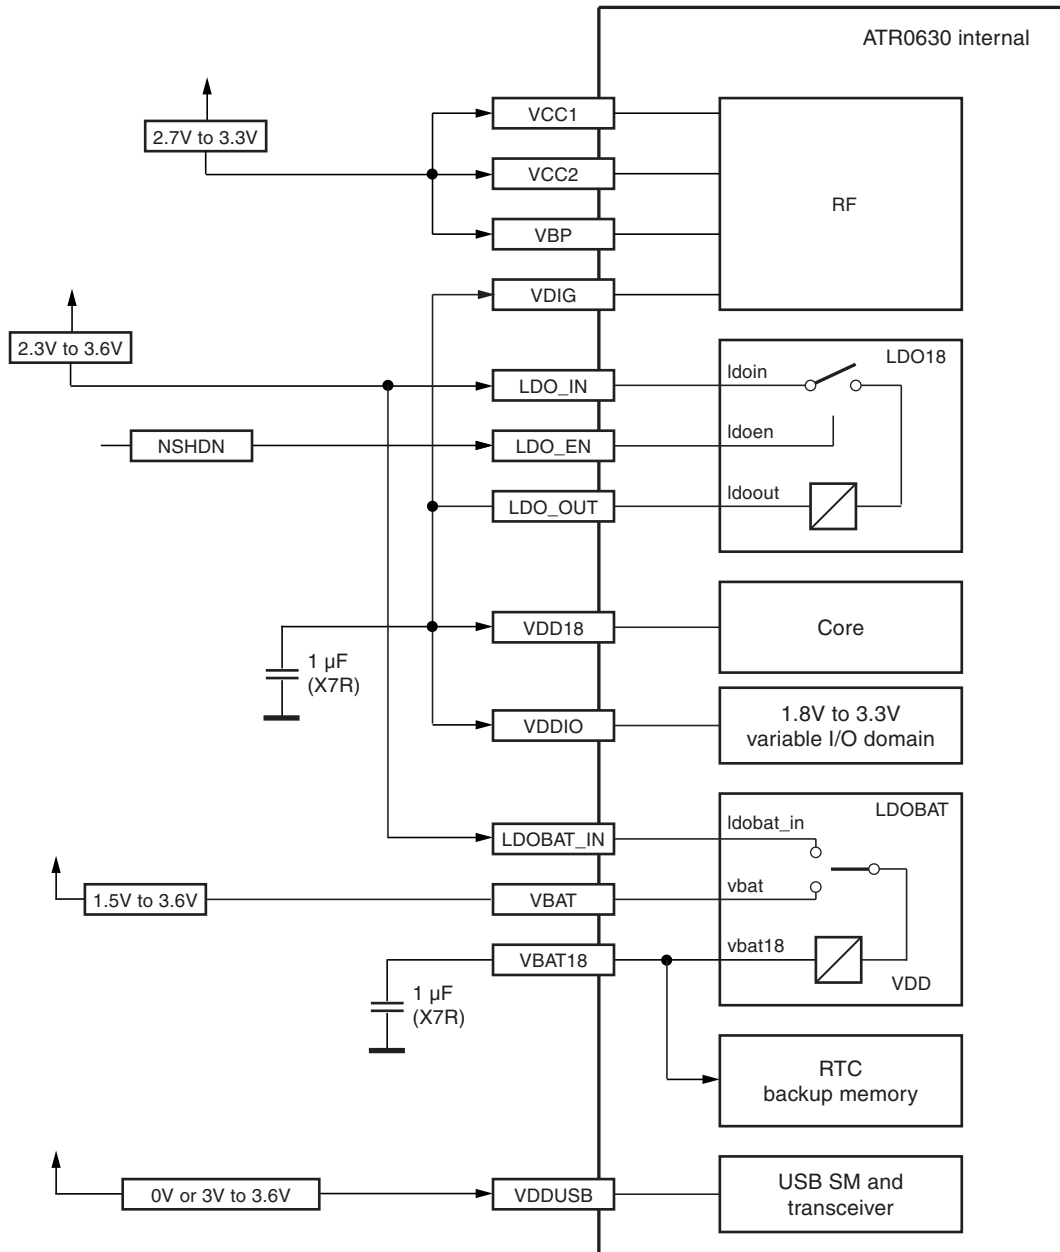 ATR0630 internal
2.7V to 3.3V
VCC1
VCC2
VBP
VDIG
RF
2.3V to 3.6V
LDO_IN
NSHDN
LDO_EN
LDO_OUT
LDO18
ldoin
ldoen
ldoout
VDD18
Core
1 µF
(X7R)
VDDIO
1.8V to 3.3V
variable I/O domain
LDOBAT_IN
LDOBAT
ldobat_in
1.5V to 3.6V
VBAT
vbat
VBAT18
vbat18
VDD
1 µF
(X7R)
RTC
backup memory
0V or 3V to 3.6V
VDDUSB
USB SM and
transceiver